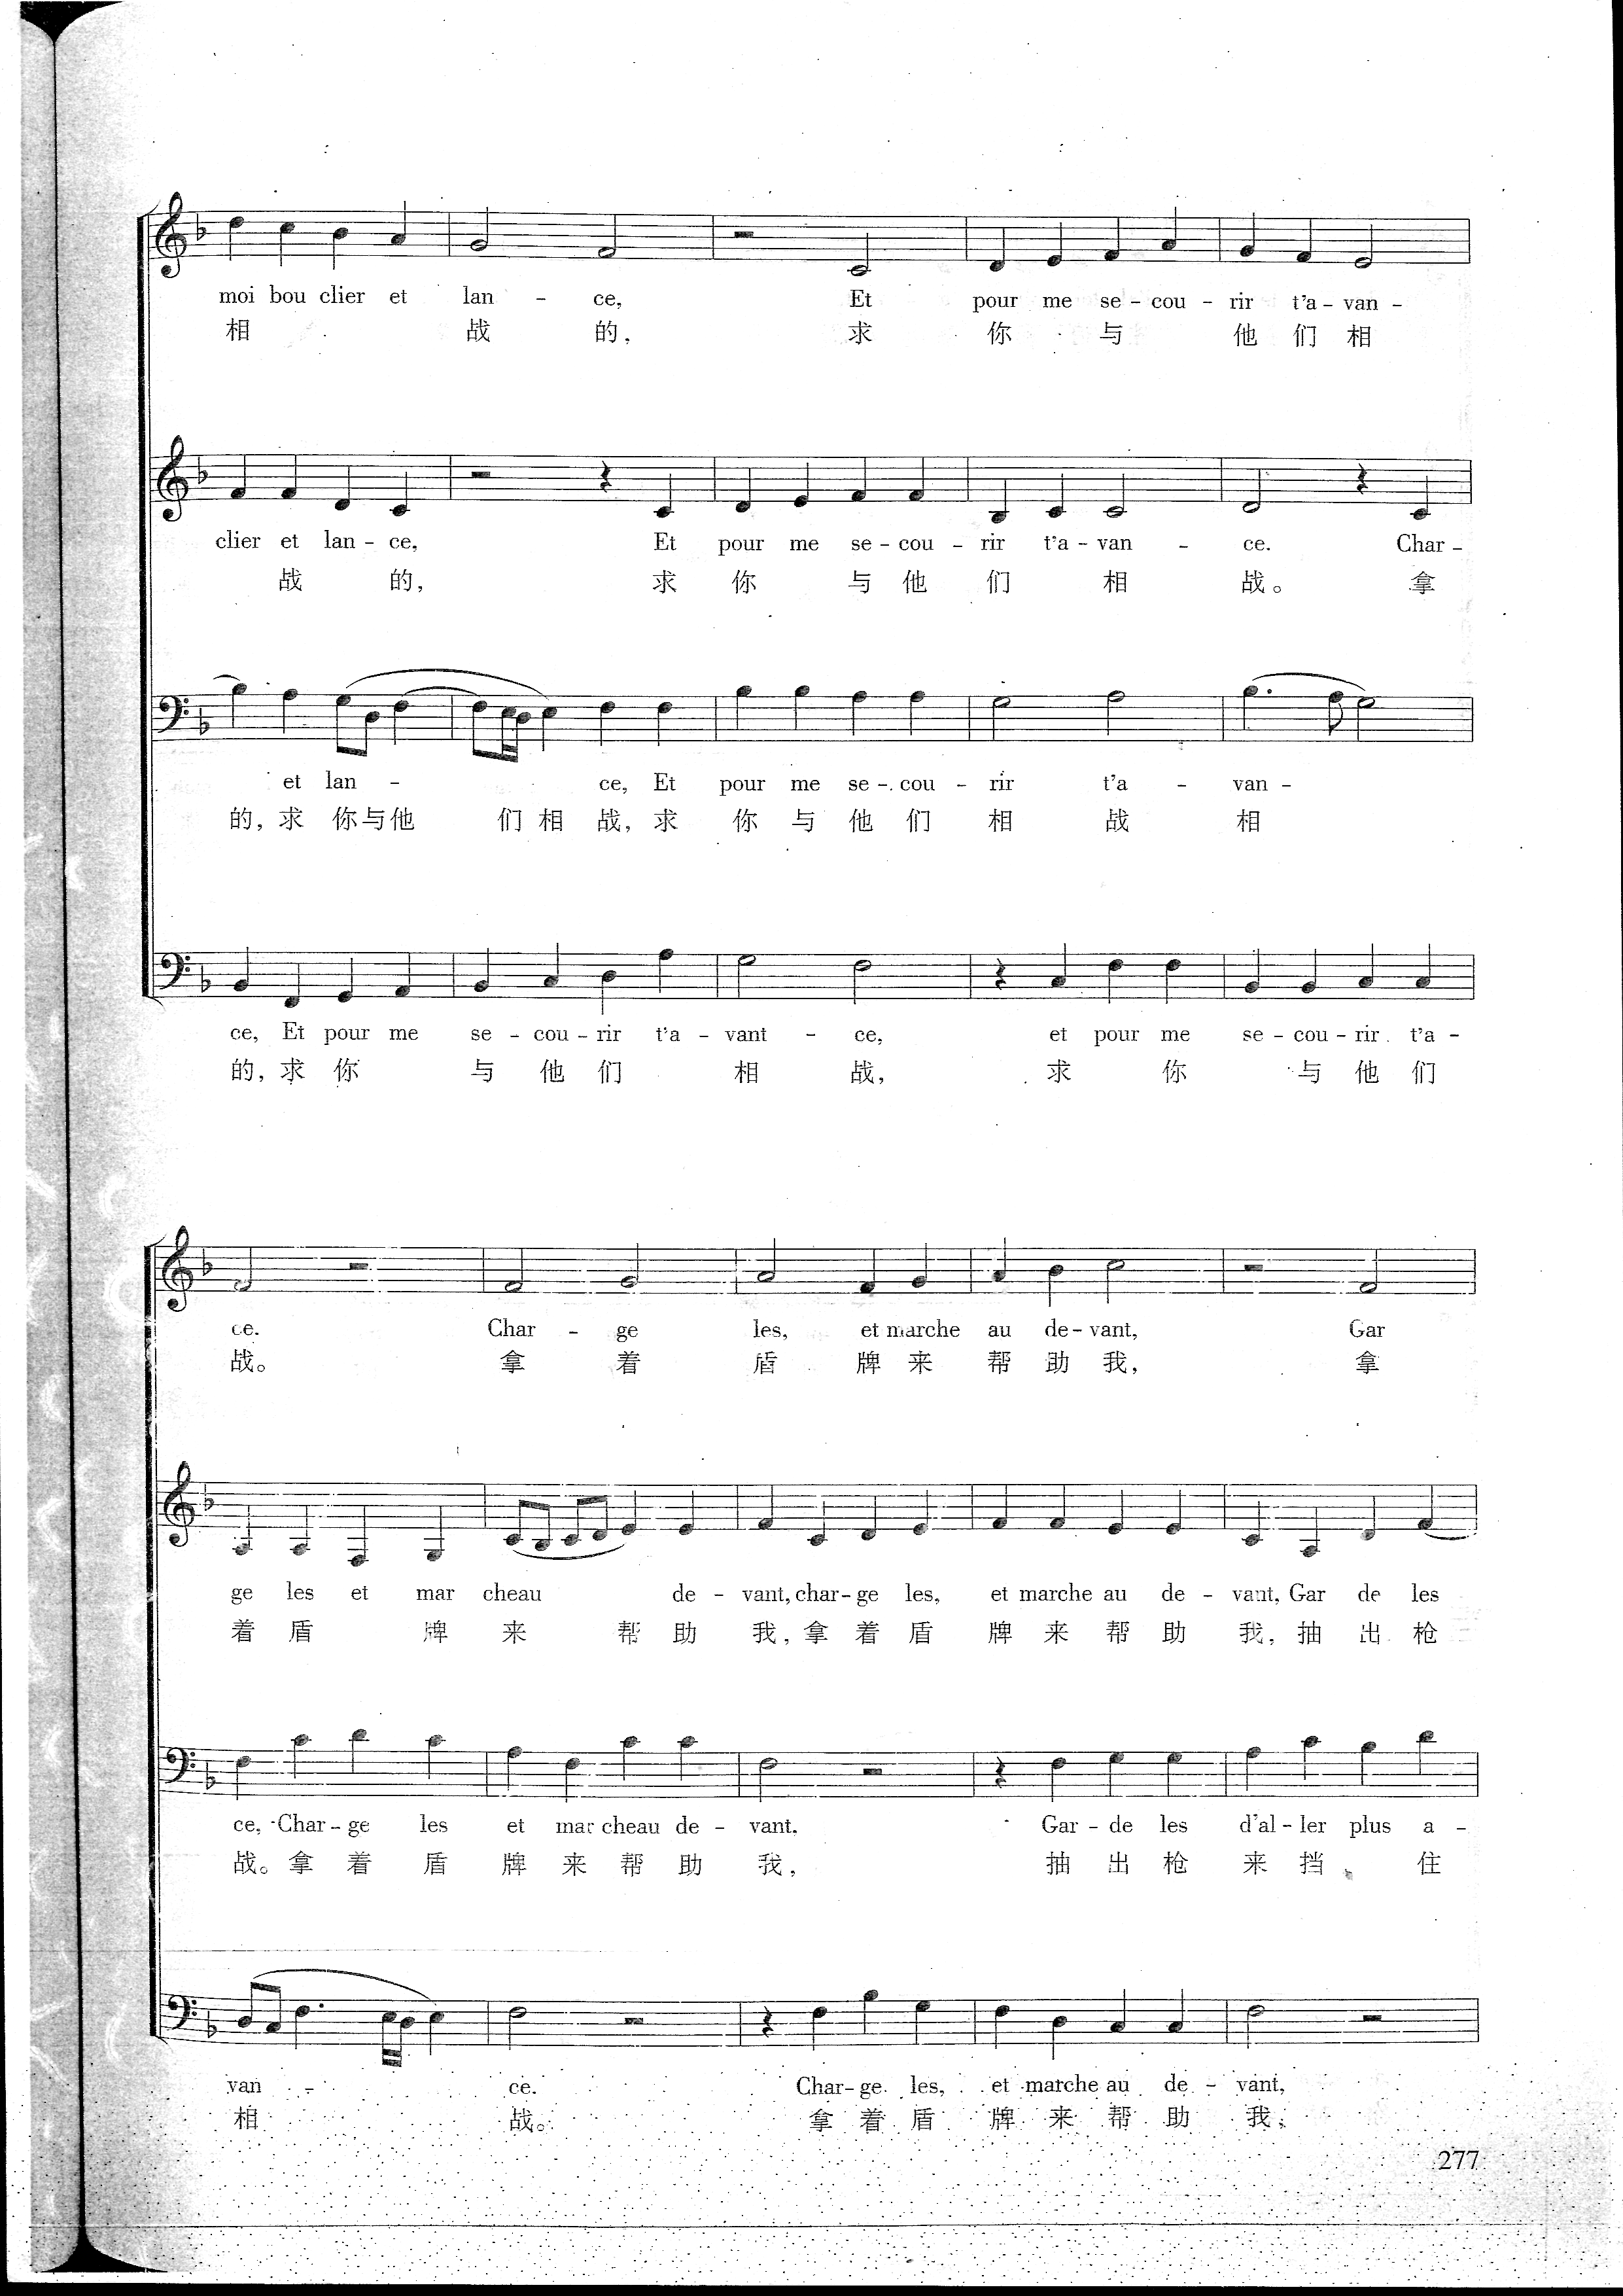 moi bou clier et lan - ce, Et pour me se - cou - rir t'a - van -
相 战 的, 求 你 与 他 们 相
clier et lan - ce, Et pour me se - cou - rir t'a - van - ce. Char -
战 的, 求 你 与 他 们 相 战。 拿
et lan - ce, Et pour me se - cou - rir t'a - van -
的, 求 你 与 他 们 相 战, 求 你 与 他 们 相 战 相
ce, Et pour me se - cou - rir t'a - vant - ce, et pour me se - cou - rir t'a -
的, 求 你 与 他 们 相 战, 求 你 与 他 们
ce. Char - ge les, et marche au de - vant, Gar
战。 拿 着 盾 牌 来 帮 助 我, 拿
ge les et mar cheau de - vant, char - ge les, et marche au de - vant, Gar de les
着 盾 牌 来 帮 助 我, 拿 着 盾 牌 来 帮 助 我, 抽 出 枪
ce, Char - ge les et mar cheau de - vant. Gar - de les d'al - ler plus a -
战。 拿 着 盾 牌 来 帮 助 我, 抽 出 枪 来 挡 住
van - ce. Char - ge les, et marche au de - vant,
相 战。 拿 着 盾 牌 来 帮 助 我,
277